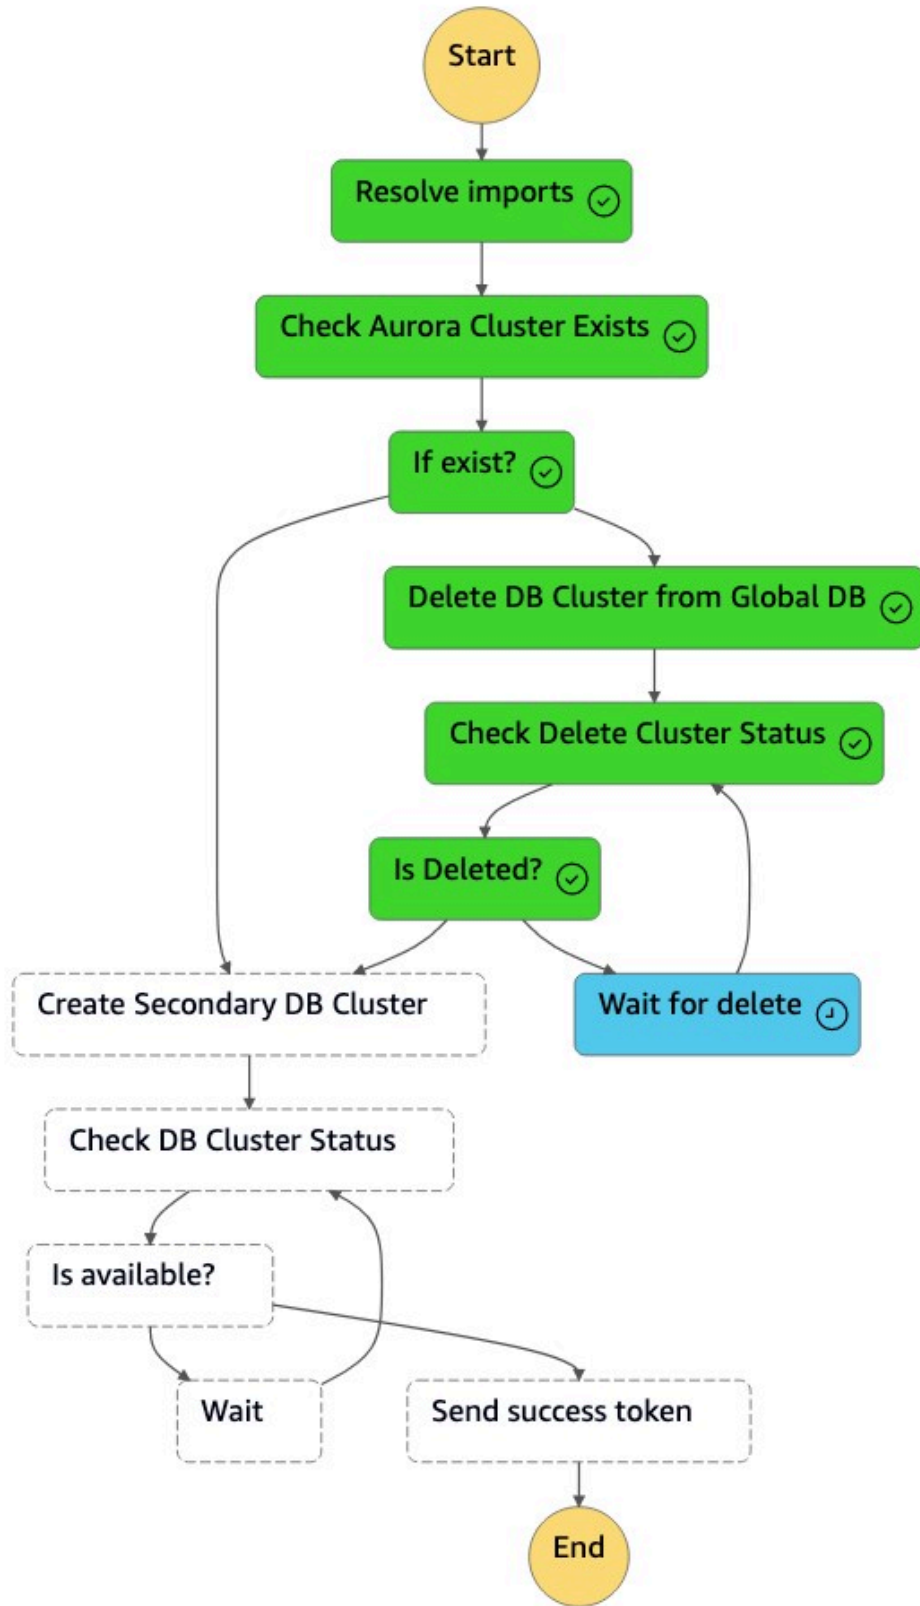 Start
Resolve imports
Check Aurora Cluster Exists
If exist?
Delete DB Cluster from Global DB
Check Delete Cluster Status
Is Deleted?
Create Secondary DB Cluster
Wait for delete
Check DB Cluster Status
Is available?
Wait
Send success token
End